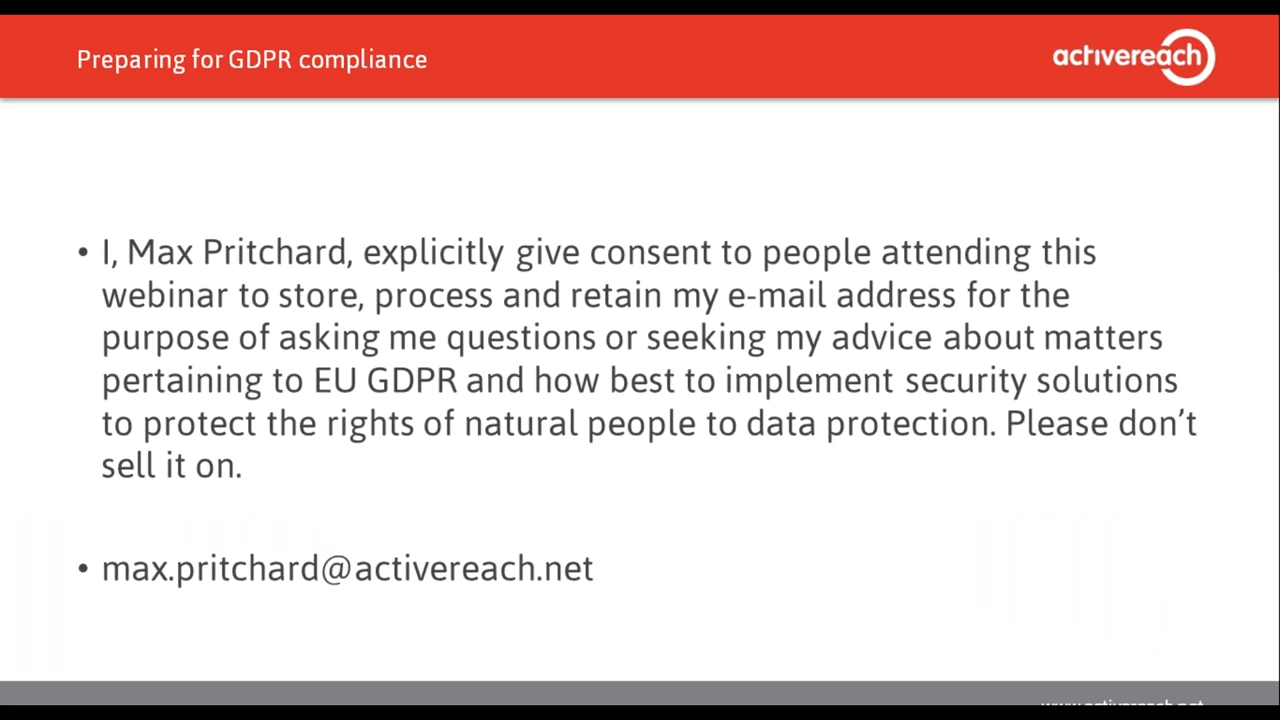 Preparing for GDPR compliance
activereach
• I, Max Pritchard, explicitly give consent to people attending this
webinar to store, process and retain my e-mail address for the
purpose of asking me questions or seeking my advice about matters
pertaining to EU GDPR and how best to implement security solutions
to protect the rights of natural people to data protection. Please don’t
sell it on.
• max.pritchard@activereach.net
www.activereach.net